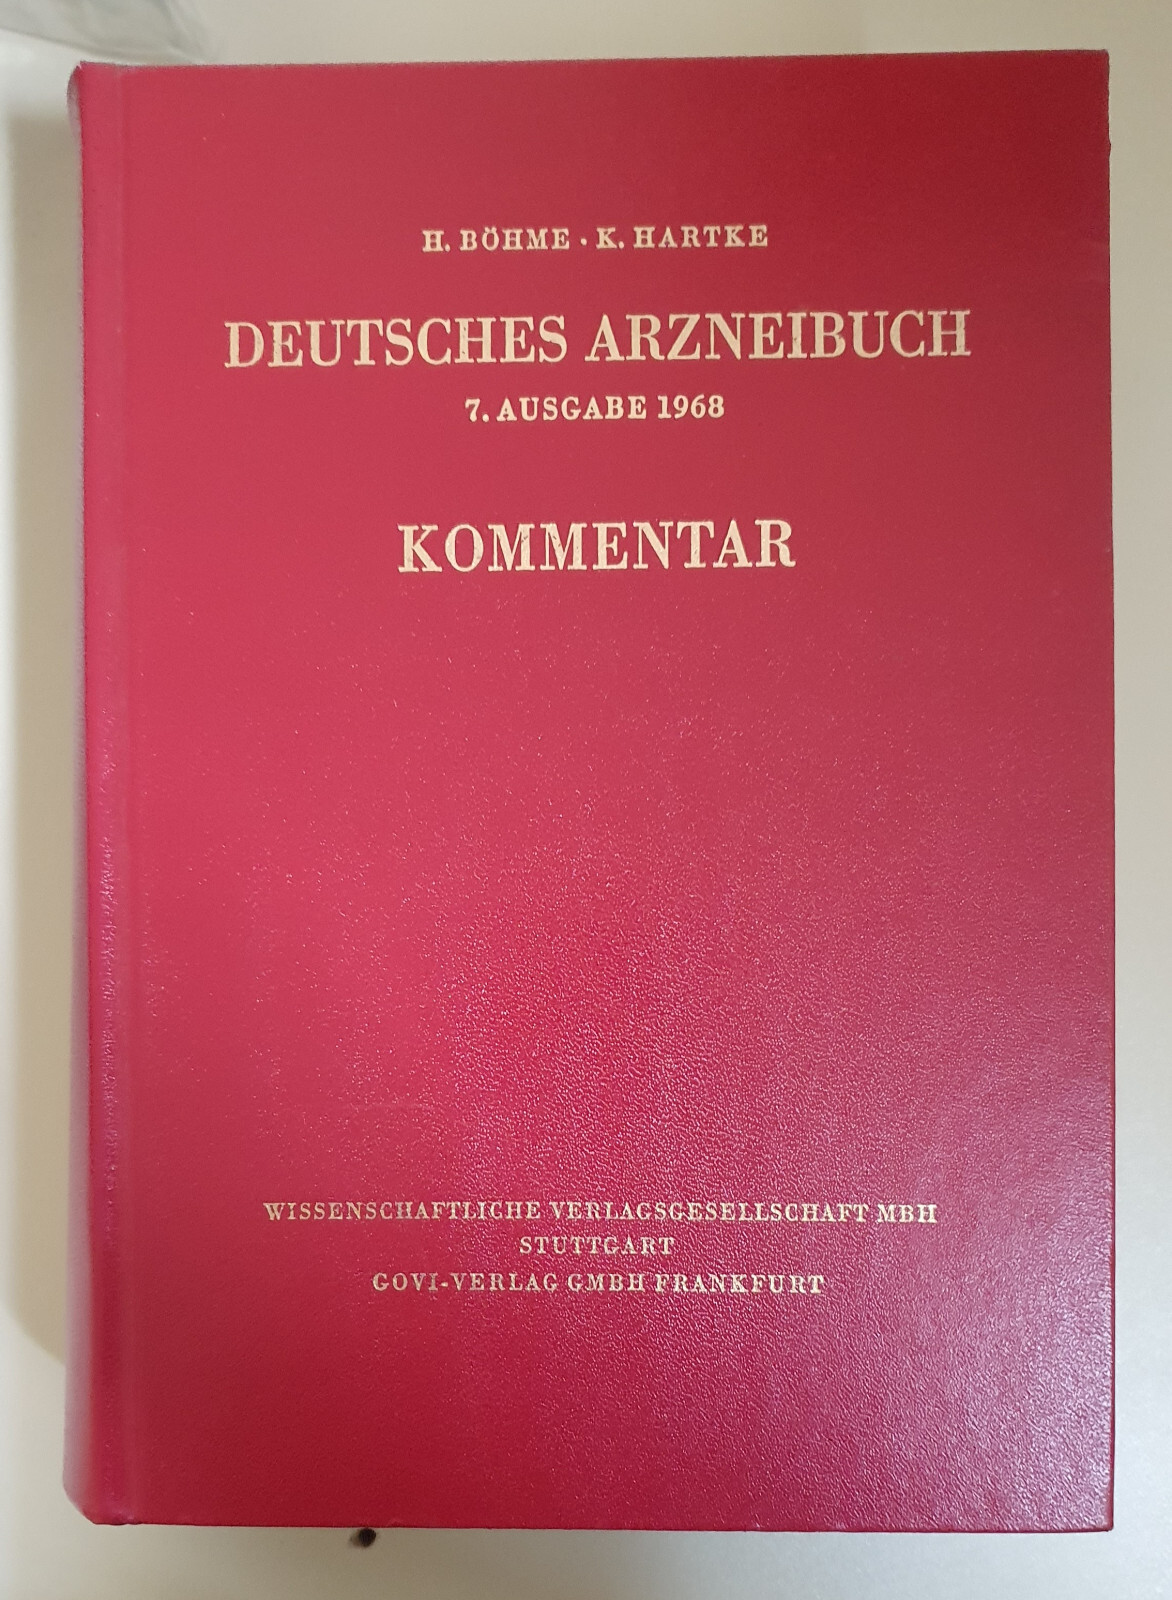 H. BÖHME · K. HARTKE
DEUTSCHES ARZNEIBUCH
7. AUSGABE 1968
KOMMENTAR
WISSENSCHAFTLICHE VERLAGSGESELLSCHAFT MBH
STUTTGART
GOVI-VERLAG GMBH FRANKFURT